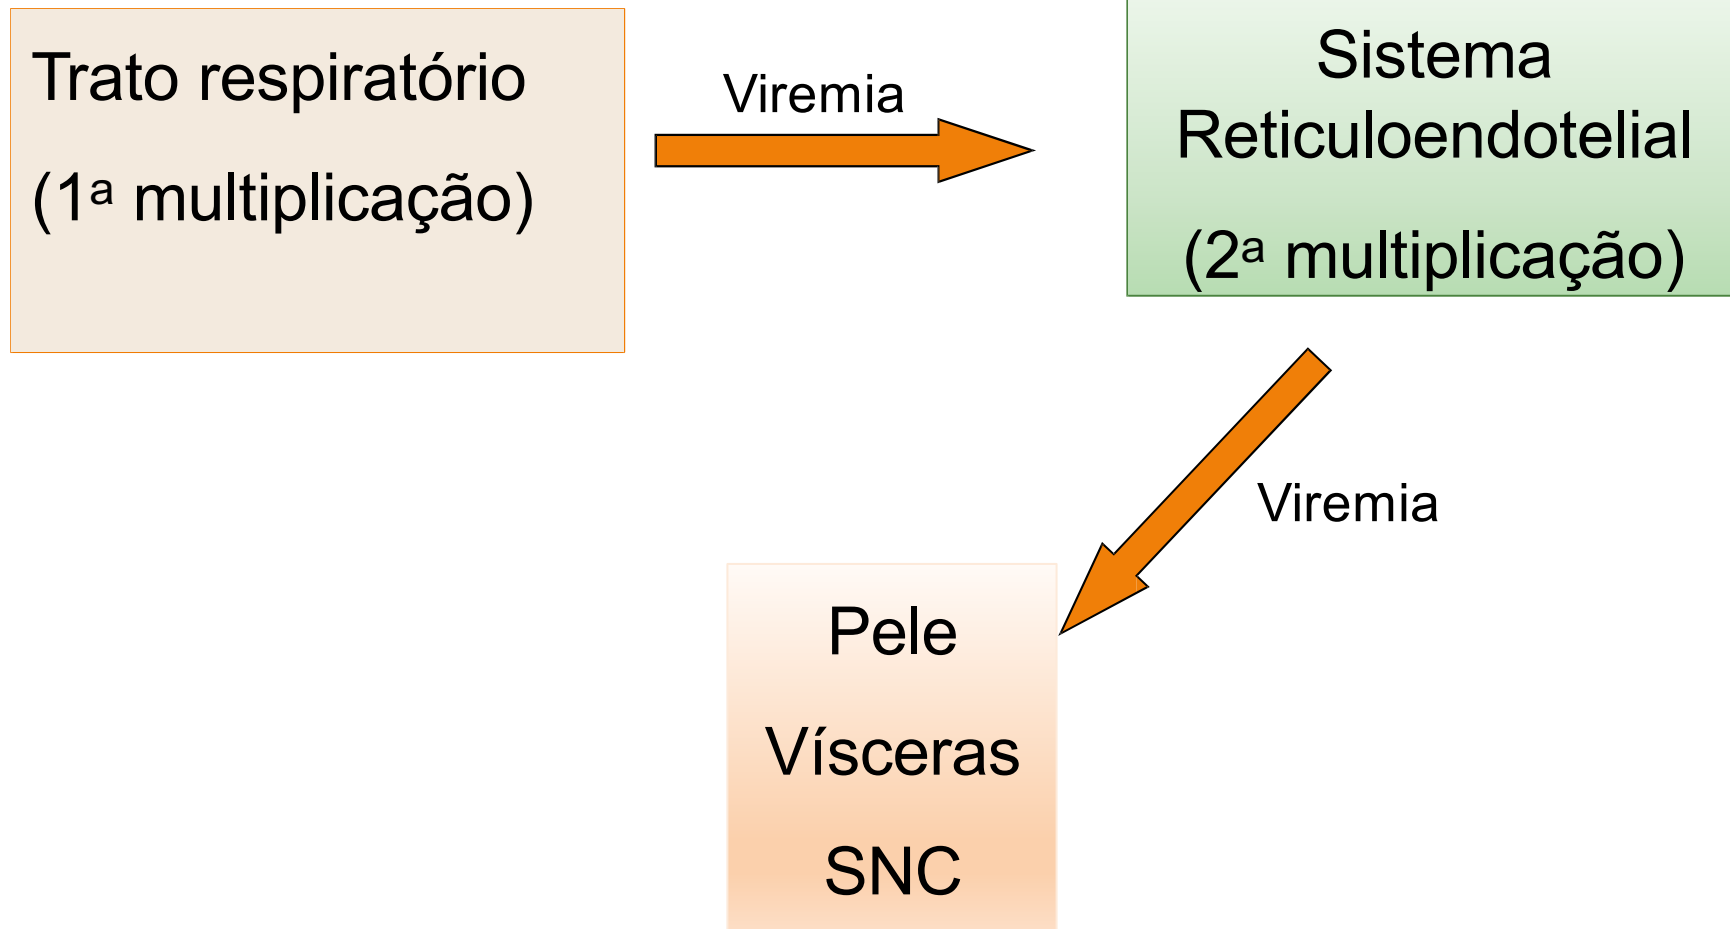 Trato respiratório
(1ª multiplicação)
Viremia
Sistema
Reticuloendotelial
(2ª multiplicação)
Viremia
Pele
Vísceras
SNC